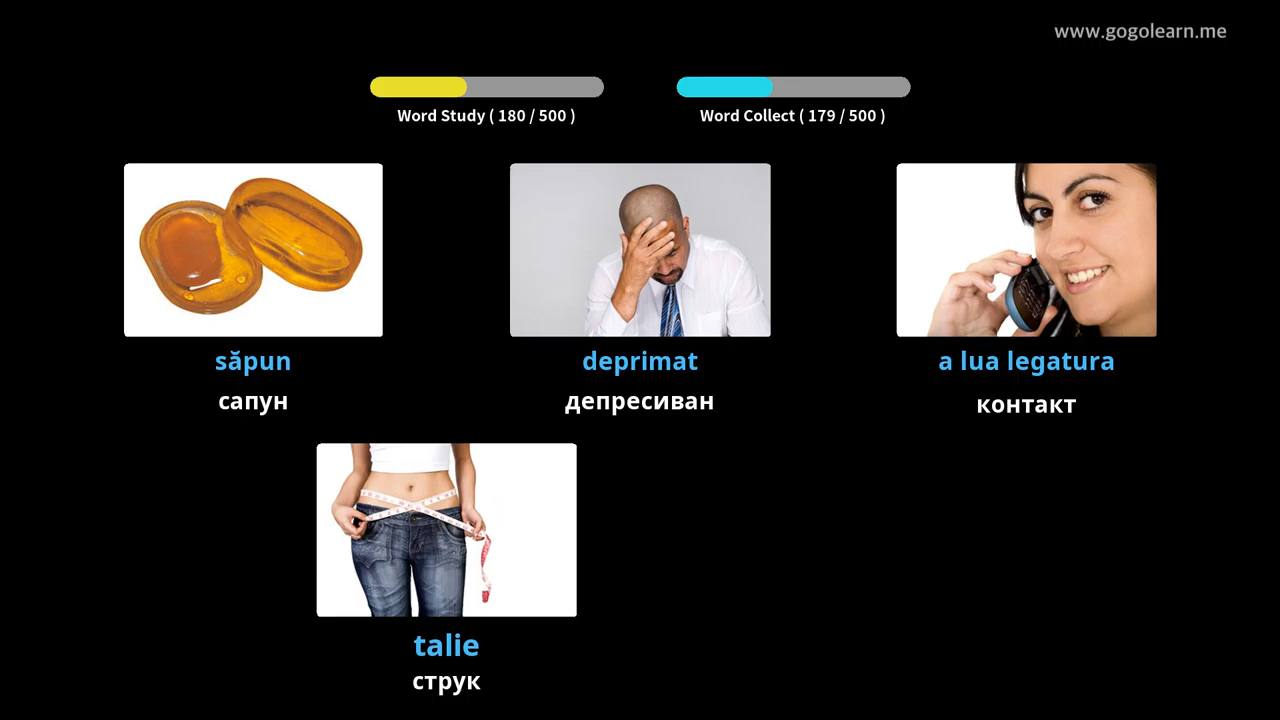 www.gogolearn.me
Word Study ( 180 / 500 )
Word Collect ( 179 / 500 )
săpun
сапун
deprimat
депресиван
a lua legatura
контакт
talie
струк